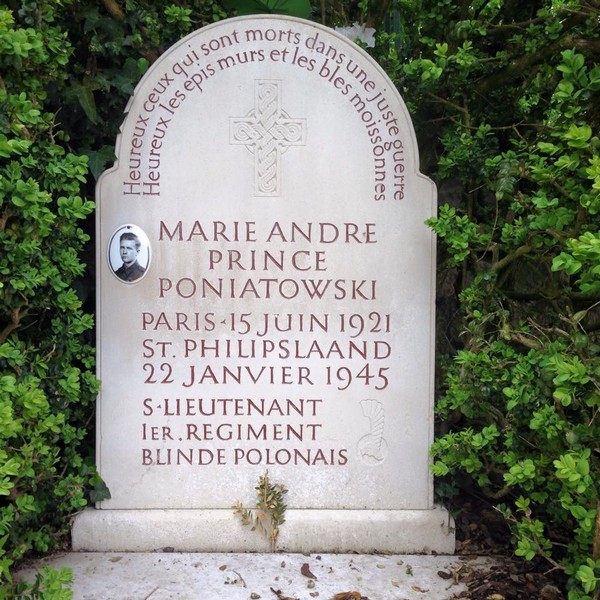 Heureux ceux qui sont morts dans une juste guerre
Heureux les epis murs et les bles moissonnes
MARIE ANDRE
PRINCE
PONIATOWSKI
PARIS · 15 JUIN 1921
ST. PHILIPSLAAND
22 JANVIER 1945
S · LIEUTENANT
1ER . REGIMENT
BLINDE POLONAIS